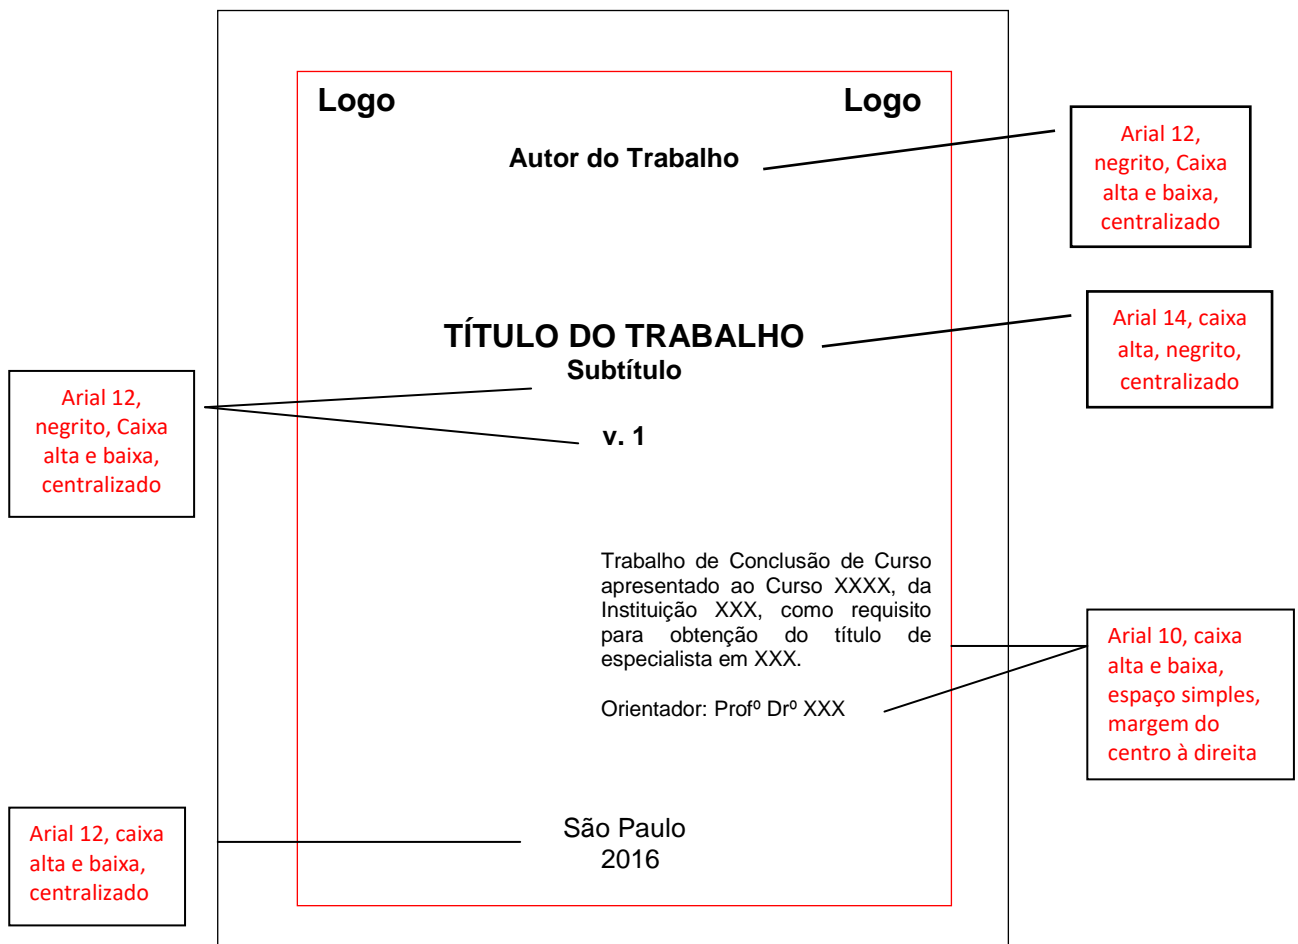 Logo
Logo
Autor do Trabalho
Arial 12,
negrito, Caixa
alta e baixa,
centralizado
TÍTULO DO TRABALHO
Subtítulo
v. 1
Arial 14, caixa
alta, negrito,
centralizado
Arial 12,
negrito, Caixa
alta e baixa,
centralizado
Trabalho de Conclusão de Curso
apresentado ao Curso XXXX, da
Instituição XXX, como requisito
para obtenção do título de
especialista em XXX.
Orientador: Profº Drº XXX
Arial 10, caixa
alta e baixa,
espaço simples,
margem do
centro à direita
São Paulo
2016
Arial 12, caixa
alta e baixa,
centralizado